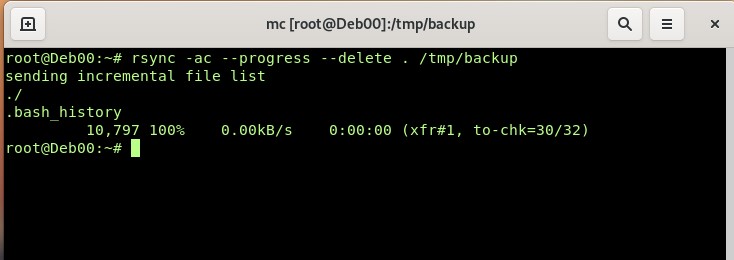 mc [root@Deb00]:/tmp/backup
root@Deb00:~# rsync -ac --progress --delete . /tmp/backup
sending incremental file list
./
.bash_history
         10,797 100%    0.00kB/s    0:00:00 (xfr#1, to-chk=30/32)
root@Deb00:~#